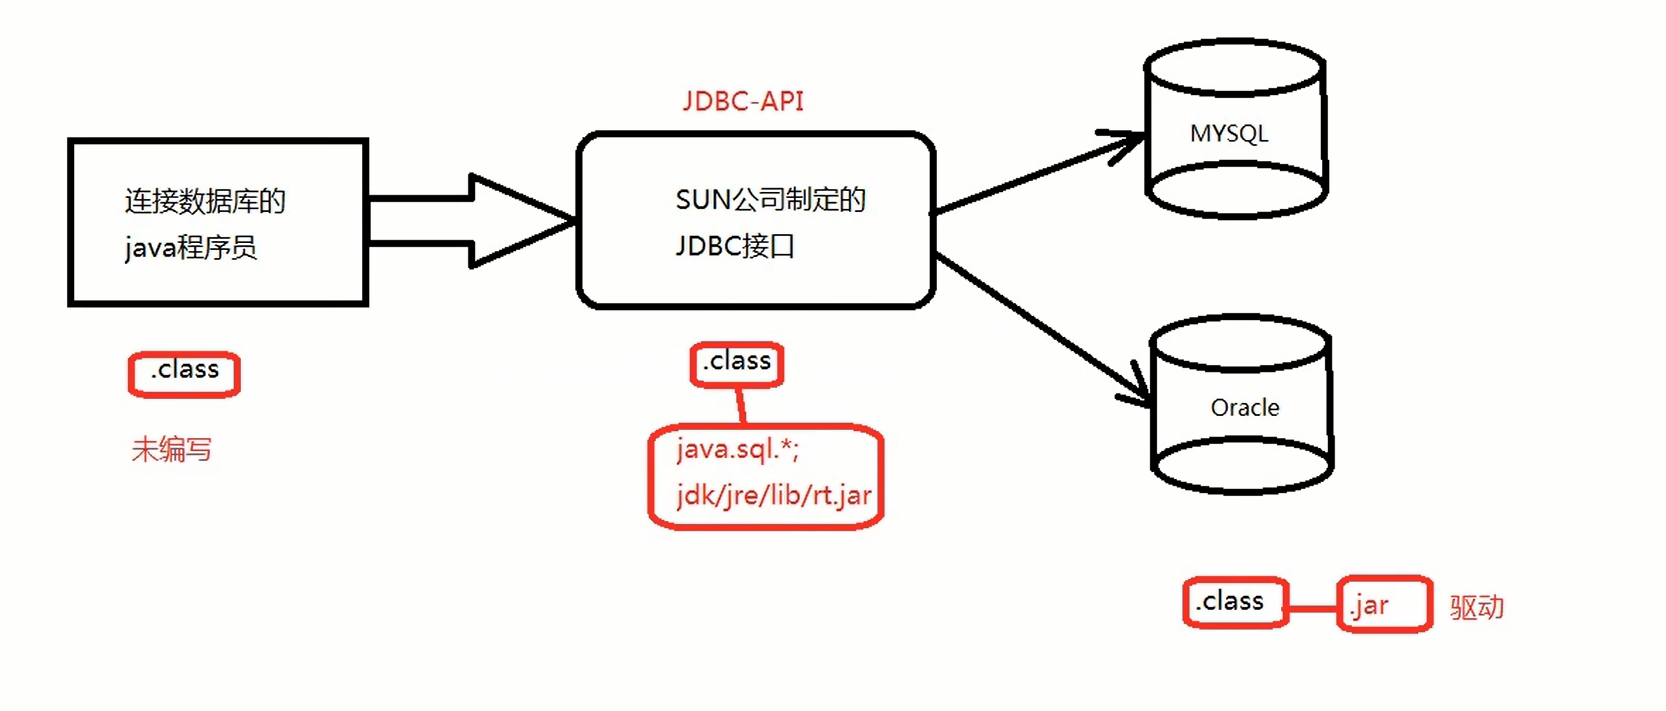 JDBC-API
连接数据库的
java程序员
SUN公司制定的
JDBC接口
MYSQL
Oracle
.class
未编写
.class
java.sql.*;
jdk/jre/lib/rt.jar
.class
.jar
驱动